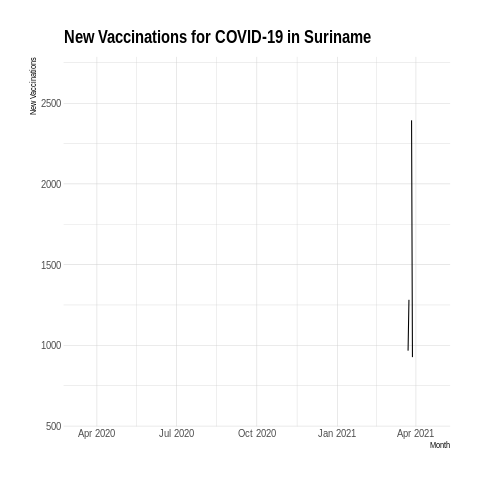 New Vaccinations for COVID-19 in Suriname
New Vaccinations
2500
2000
1500
1000
500
Apr 2020 Jul 2020 Oct 2020 Jan 2021 Apr 2021
Month